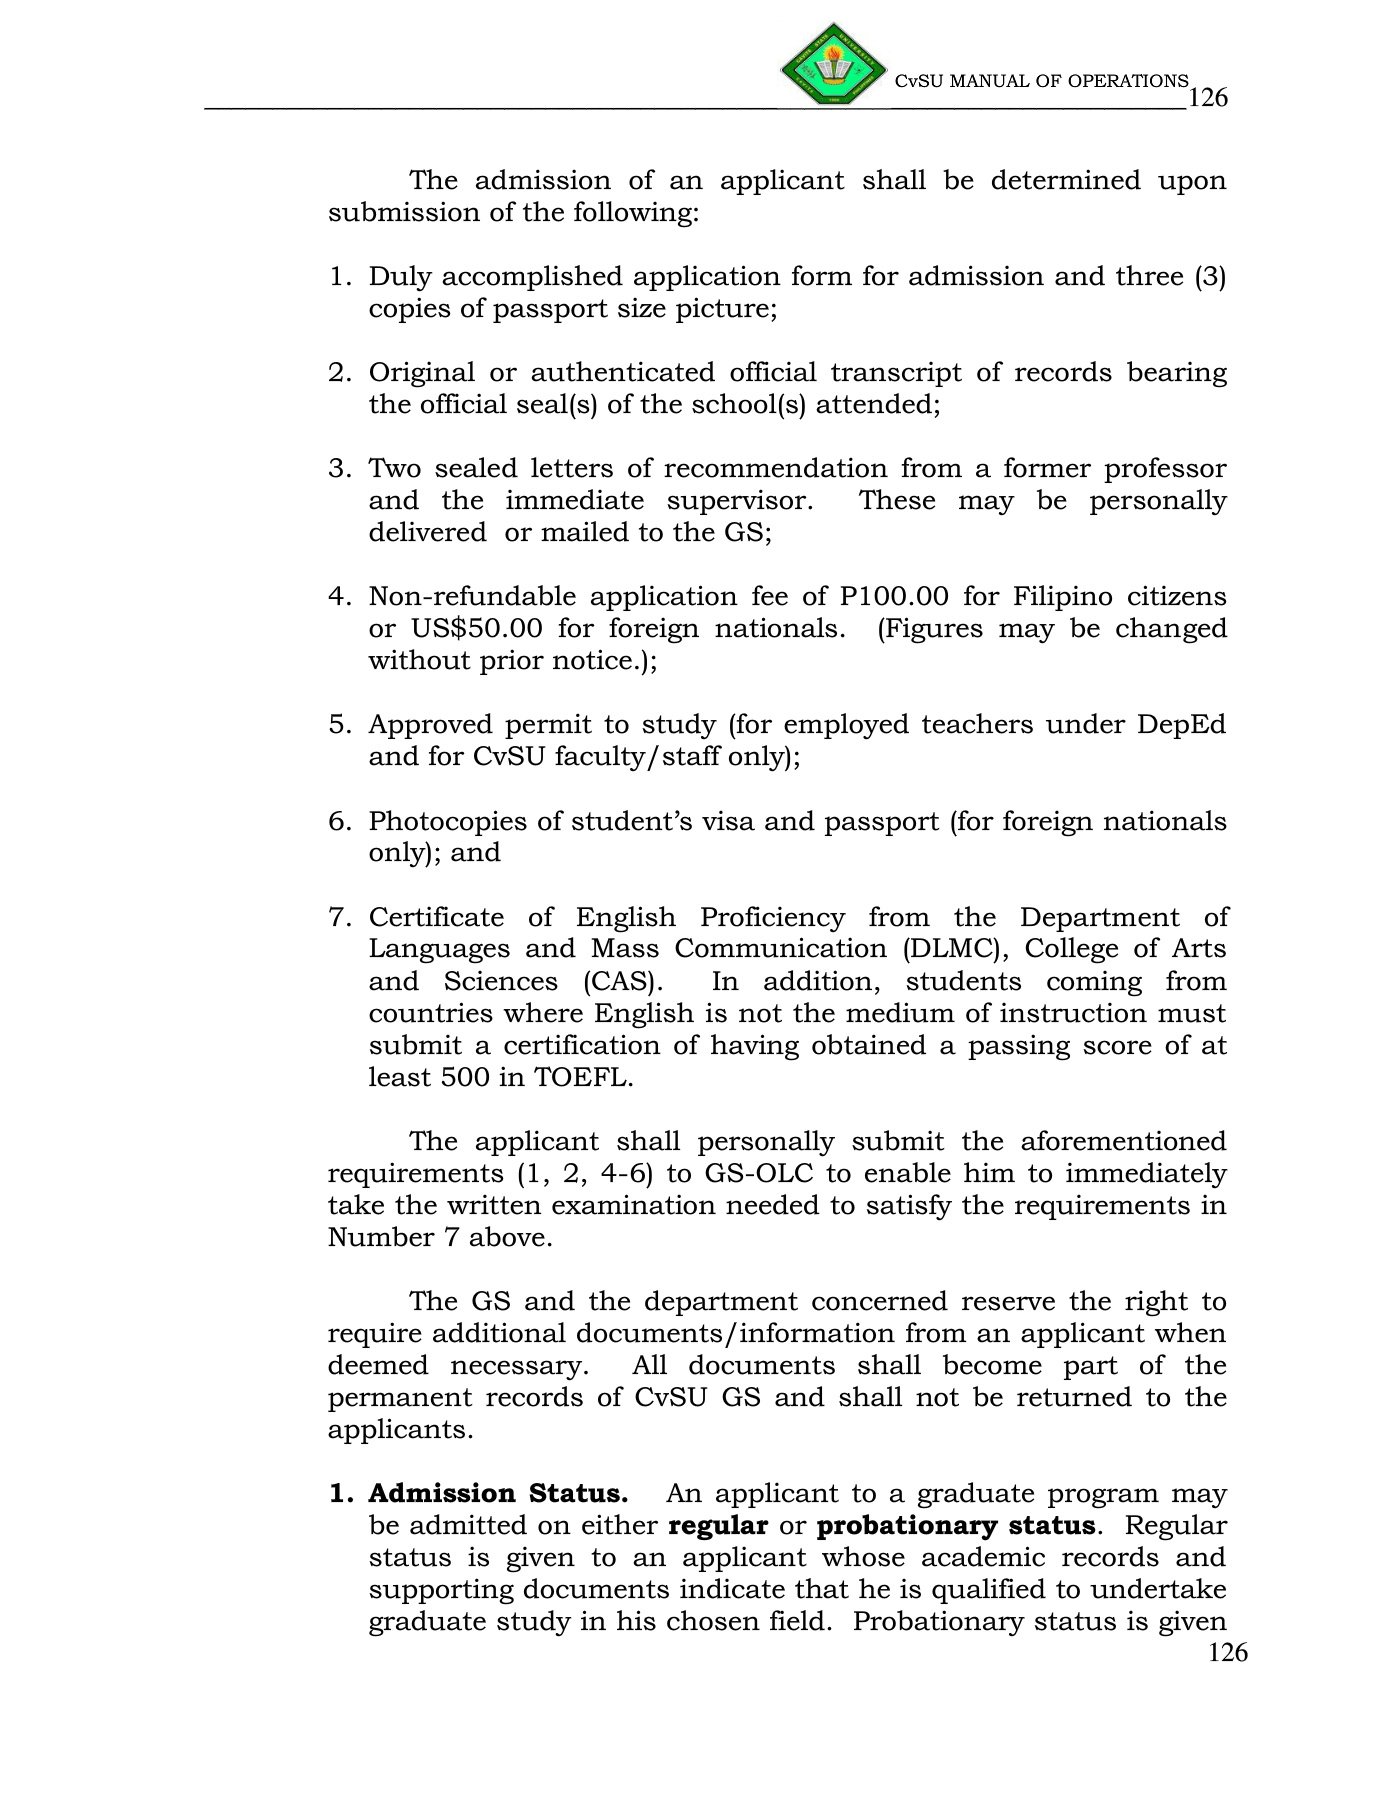 CvSU MANUAL OF OPERATIONS
126
The admission of an applicant shall be determined upon
submission of the following:
1. Duly accomplished application form for admission and three (3)
copies of passport size picture;
2. Original or authenticated official transcript of records bearing
the official seal(s) of the school(s) attended;
3. Two sealed letters of recommendation from a former professor
and the immediate supervisor. These may be personally
delivered or mailed to the GS;
4. Non-refundable application fee of P100.00 for Filipino citizens
or US$50.00 for foreign nationals. (Figures may be changed
without prior notice.);
5. Approved permit to study (for employed teachers under DepEd
and for CvSU faculty/staff only);
6. Photocopies of student’s visa and passport (for foreign nationals
only); and
7. Certificate of English Proficiency from the Department of
Languages and Mass Communication (DLMC), College of Arts
and Sciences (CAS). In addition, students coming from
countries where English is not the medium of instruction must
submit a certification of having obtained a passing score of at
least 500 in TOEFL.
The applicant shall personally submit the aforementioned
requirements (1, 2, 4-6) to GS-OLC to enable him to immediately
take the written examination needed to satisfy the requirements in
Number 7 above.
The GS and the department concerned reserve the right to
require additional documents/information from an applicant when
deemed necessary. All documents shall become part of the
permanent records of CvSU GS and shall not be returned to the
applicants.
1. Admission Status. An applicant to a graduate program may
be admitted on either regular or probationary status. Regular
status is given to an applicant whose academic records and
supporting documents indicate that he is qualified to undertake
graduate study in his chosen field. Probationary status is given
126